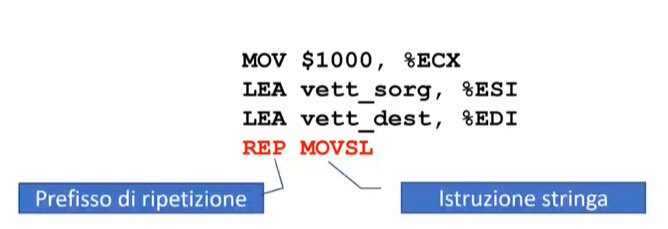 MOV $1000, %ECX
LEA vett_sorg, %ESI
LEA vett_dest, %EDI
REP MOVSL
Prefisso di ripetizione
Istruzione stringa